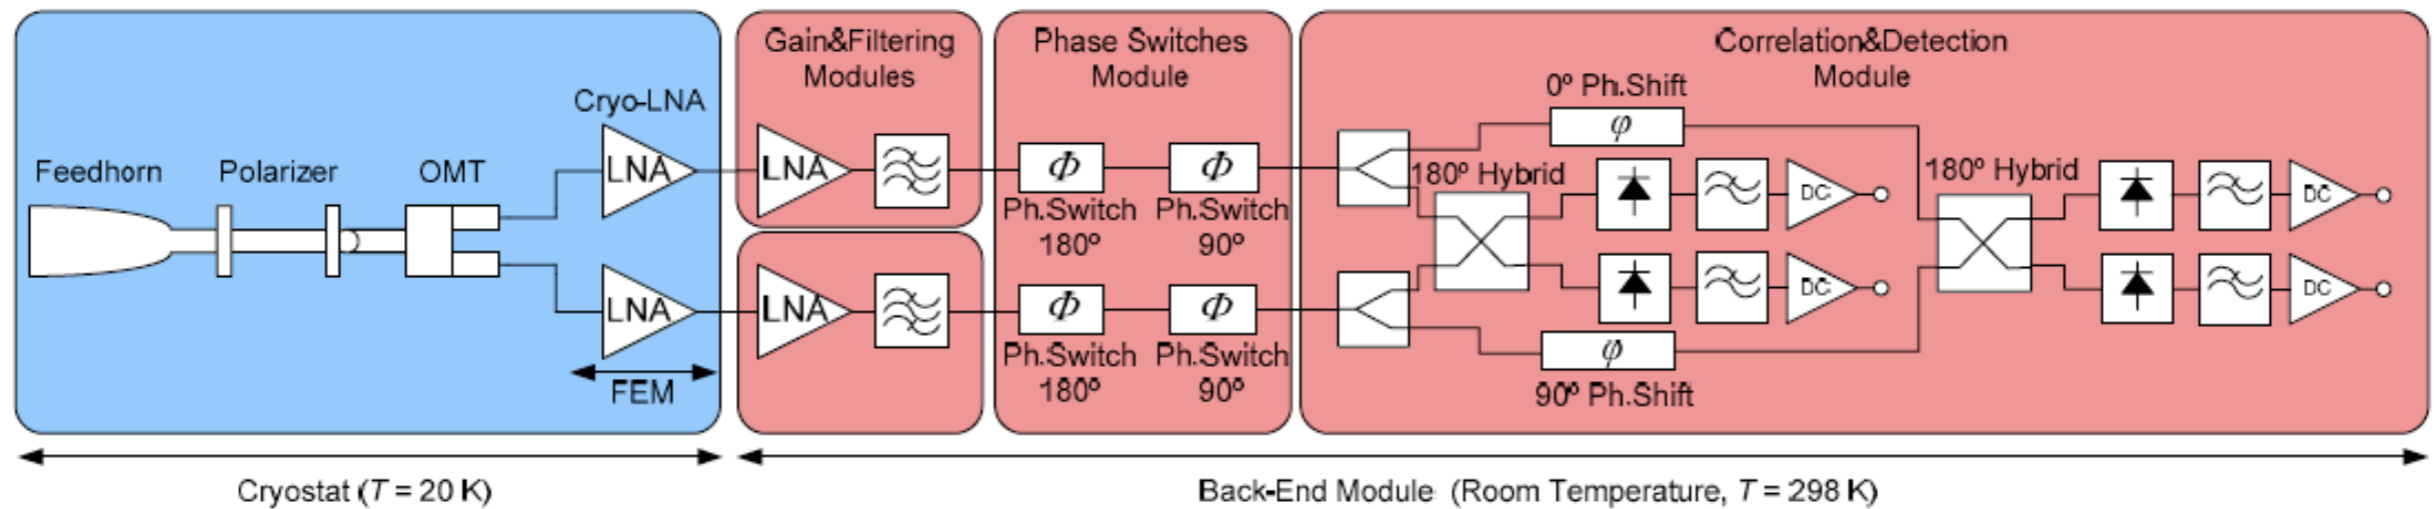 Gain&Filtering
Modules
Phase Switches
Module
Correlation&Detection
Module
Cryo-LNA
0º Ph.Shift
φ
Feedhorn
Polarizer
OMT
LNA
LNA
Φ
Φ
Ph.Switch
180º
Ph.Switch
90º
180º Hybrid
DC
180º Hybrid
DC
LNA
LNA
Φ
Φ
Ph.Switch
180º
Ph.Switch
90º
DC
DC
φ
90º Ph.Shift
FEM
Cryostat (T = 20 K)
Back-End Module (Room Temperature, T = 298 K)